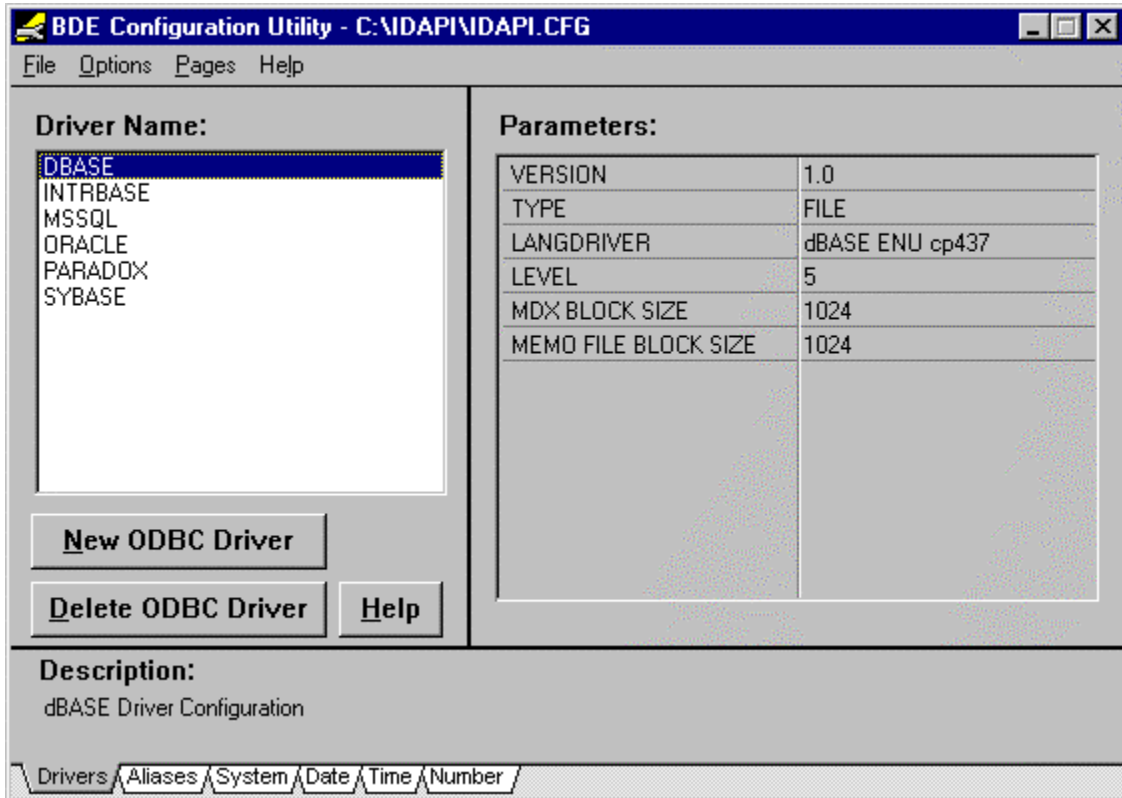 BDE Configuration Utility - C:\IDAPI\IDAPI.CFG
File Options Pages Help
Driver Name:
DBASE
INTRBASE
MSSQL
ORACLE
PARADOX
SYBASE
New ODBC Driver
Delete ODBC Driver Help
Parameters:
VERSION 1.0
TYPE FILE
LANGDRIVER dBASE ENU cp437
LEVEL 5
MDX BLOCK SIZE 1024
MEMO FILE BLOCK SIZE 1024
Description:
dBASE Driver Configuration
Drivers Aliases System Date Time Number